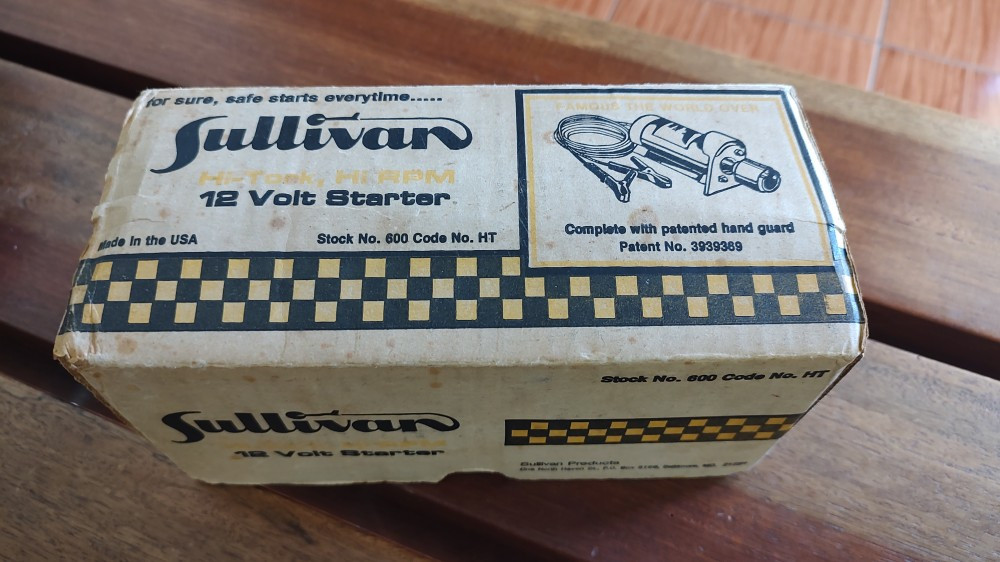 for sure, safe starts everytime.....
Sullivan
Hi-Tork, Hi RPM
12 Volt Starter
Made in the USA
Stock No. 600 Code No. HT
FAMOUS THE WORLD OVER
Complete with patented hand guard
Patent No. 3939369
Stock No. 600 Code No. HT
Sullivan
12 Volt Starter
Sullivan Products